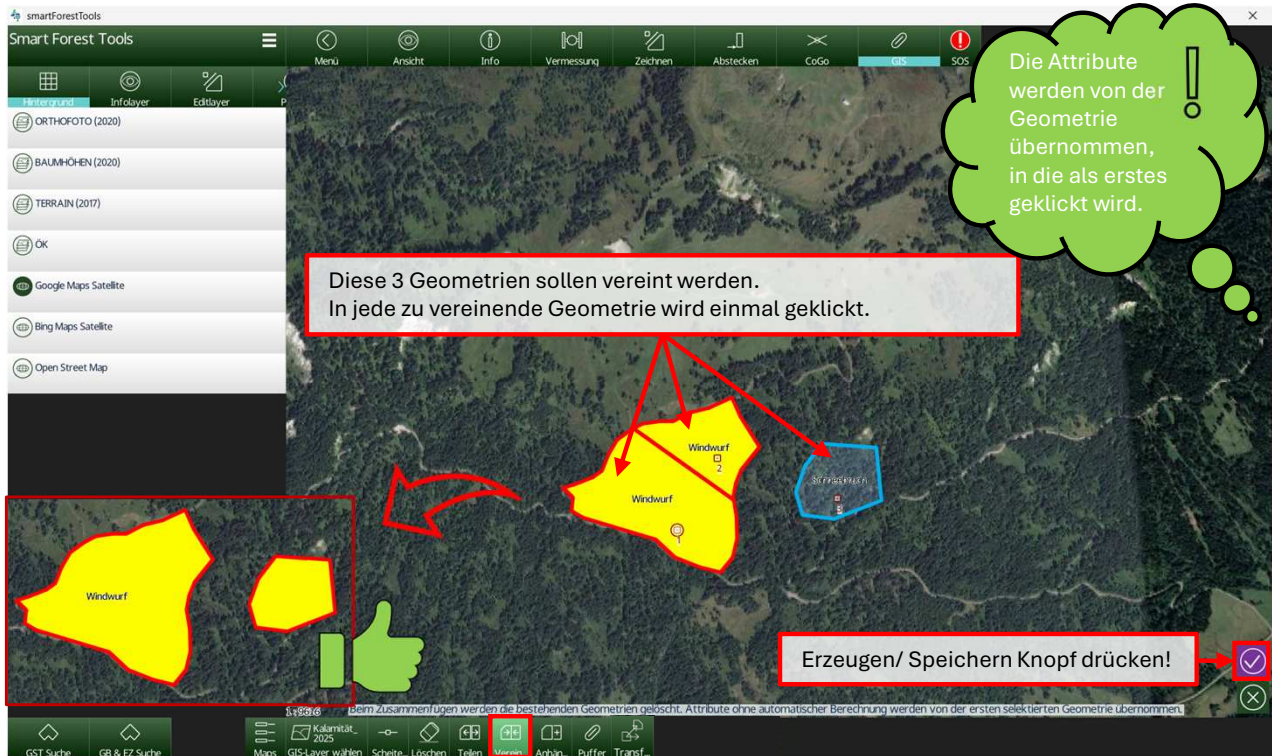 smartForestTools
Smart Forest Tools
Menü
Ansicht
Info
Vermessung
Zeichnen
Abstecken
CoGo
GIS
SOS
Hintergrund
Infolayer
Editlayer
P
ORTHOFOTO (2020)
BAUMHÖHEN (2020)
TERRAIN (2017)
ÖK
Google Maps Satellite
Bing Maps Satellite
Open Street Map
Die Attribute
werden von der
Geometrie
übernommen,
in die als erstes
geklickt wird.
!
Diese 3 Geometrien sollen vereint werden.
In jede zu vereinende Geometrie wird einmal geklickt.
Windwurf
2
Windwurf
1
Schneebruch
3
Windwurf
Erzeugen/ Speichern Knopf drücken!
Beim Zusammenfügen werden die bestehenden Geometrien gelöscht. Attribute ohne automatischer Berechnung werden von der ersten selektierten Geometrie übernommen.
GST Suche
GB & EZ Suche
Maps
Kalamität_
2025
GIS-Layer wählen
Scheite...
Löschen
Teilen
Verein...
Anhän...
Puffer
Transf...